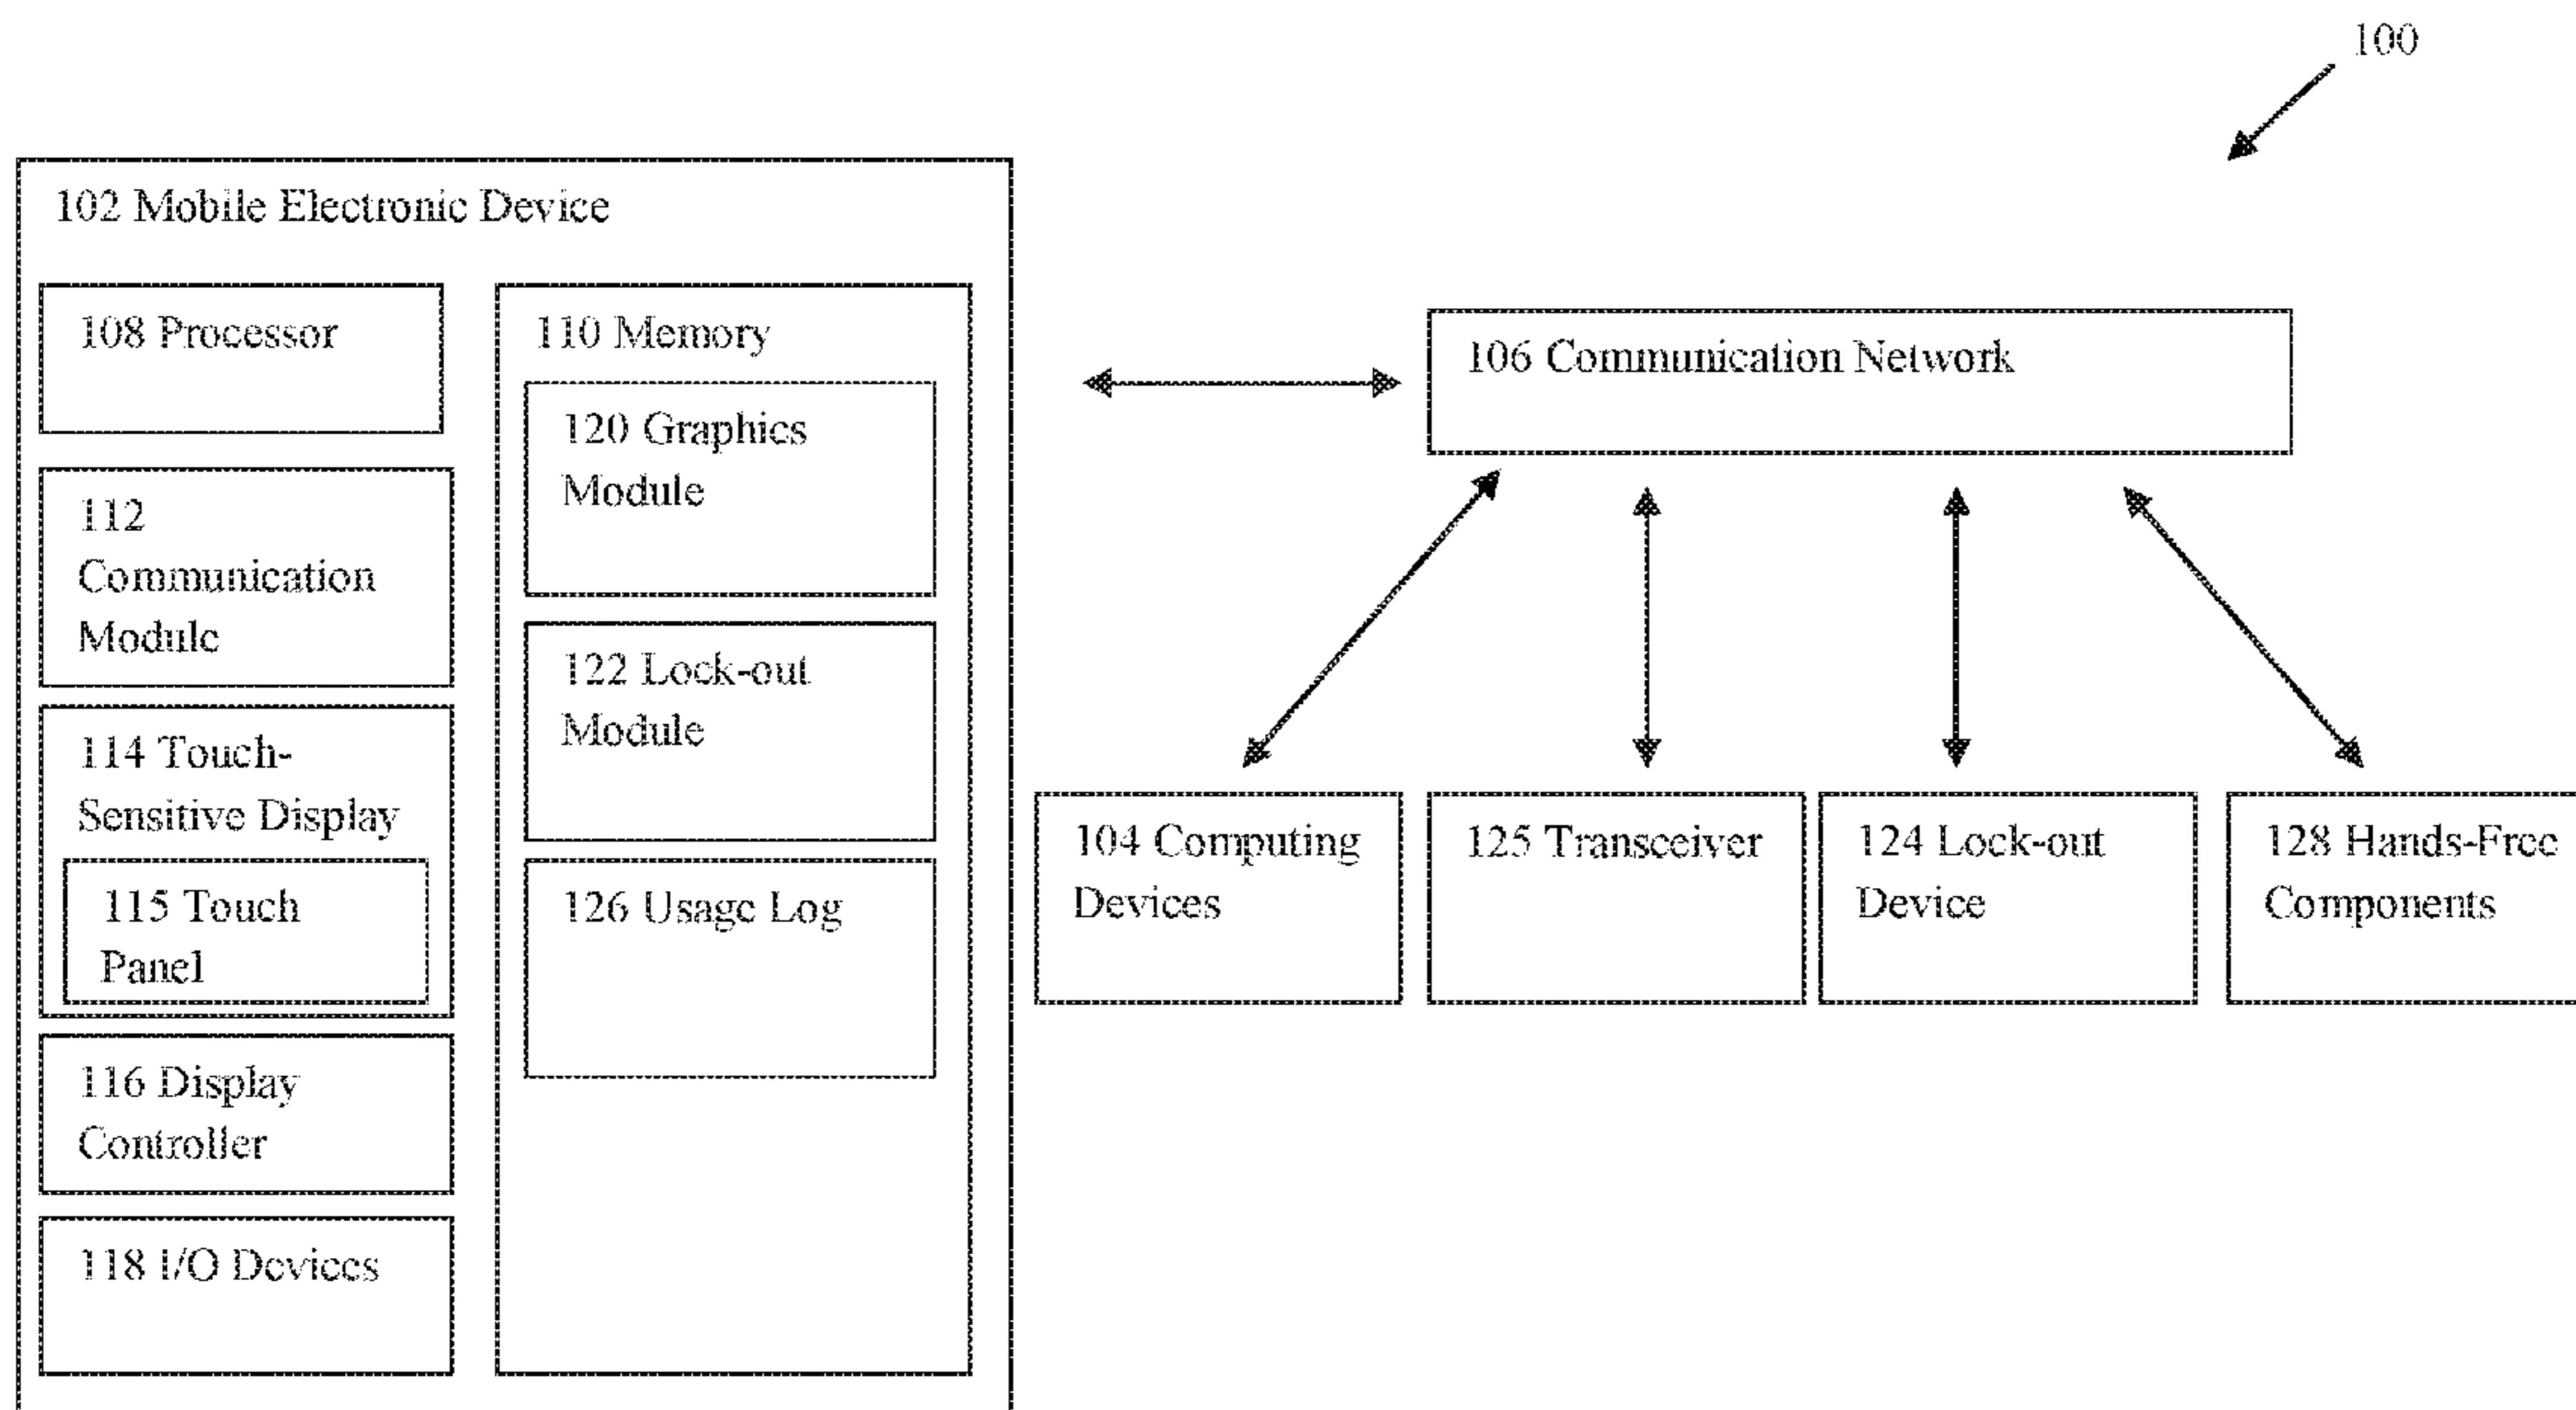 100
102 Mobile Electronic Device
108 Processor
112
Communication
Module
114 Touch-
Sensitive Display
115 Touch
Panel
116 Display
Controller
118 I/O Devices
110 Memory
120 Graphics
Module
122 Lock-out
Module
126 Usage Log
106 Communication Network
104 Computing
Devices
125 Transceiver
124 Lock-out
Device
128 Hands-Free
Components